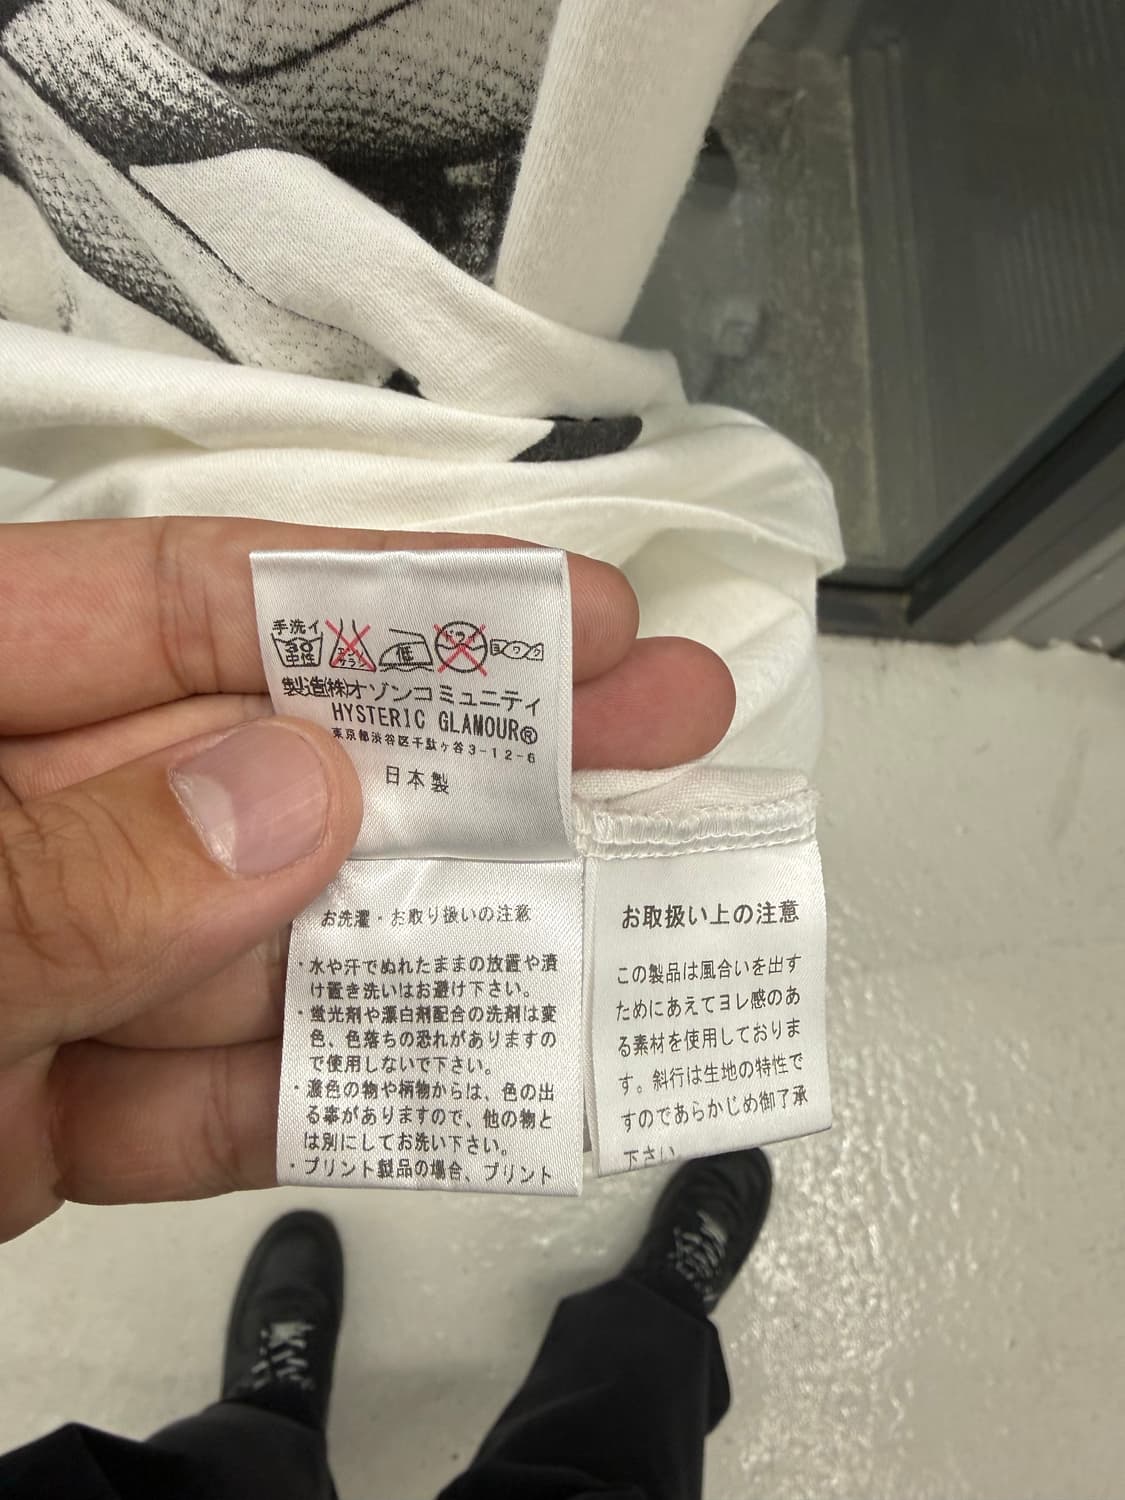 手洗イ
30
中性
エンソ
サラシ
低
ドライ
ヨワク
製造(株)オゾンコミュニティ
HYSTERIC GLAMOUR®
東京都渋谷区千駄ヶ谷3-12-6
日本製
お洗濯・お取り扱いの注意
・水や汗でぬれたままの放置や漬
け置き洗いはお避け下さい。
・蛍光剤や漂白剤配合の洗剤は変
色、色落ちの恐れがありますの
で使用しないで下さい。
・濃色の物や柄物からは、色の出
る事がありますので、他の物と
は別にしてお洗い下さい。
・プリント製品の場合、プリント
お取扱い上の注意
この製品は風合いを出す
ためにあえてヨレ感のあ
る素材を使用しておりま
す。斜行は生地の特性で
すのであらかじめ御了承
下さい